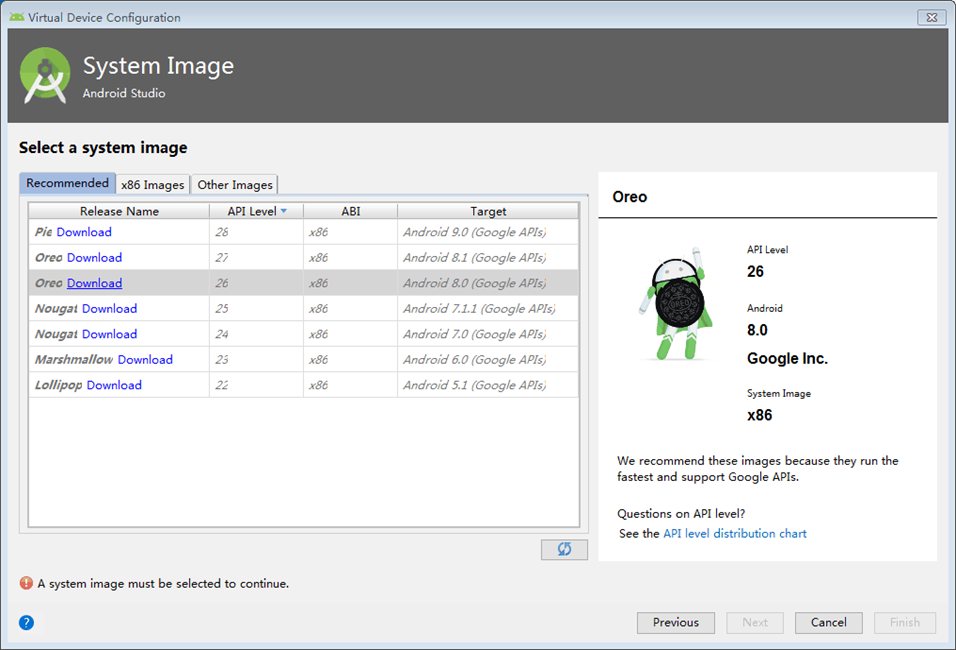 Virtual Device Configuration
System Image
Android Studio
Select a system image
Recommended x86 Images Other Images
Release Name API Level ABI Target
Pie Download 28 x86 Android 9.0 (Google APIs)
Oreo Download 27 x86 Android 8.1 (Google APIs)
Oreo Download 26 x86 Android 8.0 (Google APIs)
Nougat Download 25 x86 Android 7.1.1 (Google APIs)
Nougat Download 24 x86 Android 7.0 (Google APIs)
Marshmallow Download 23 x86 Android 6.0 (Google APIs)
Lollipop Download 22 x86 Android 5.1 (Google APIs)
Oreo
OREO
API Level
26
Android
8.0
Google Inc.
System Image
x86
We recommend these images because they run the
fastest and support Google APIs.
Questions on API level?
See the API level distribution chart
! A system image must be selected to continue.
? Previous Next Cancel Finish